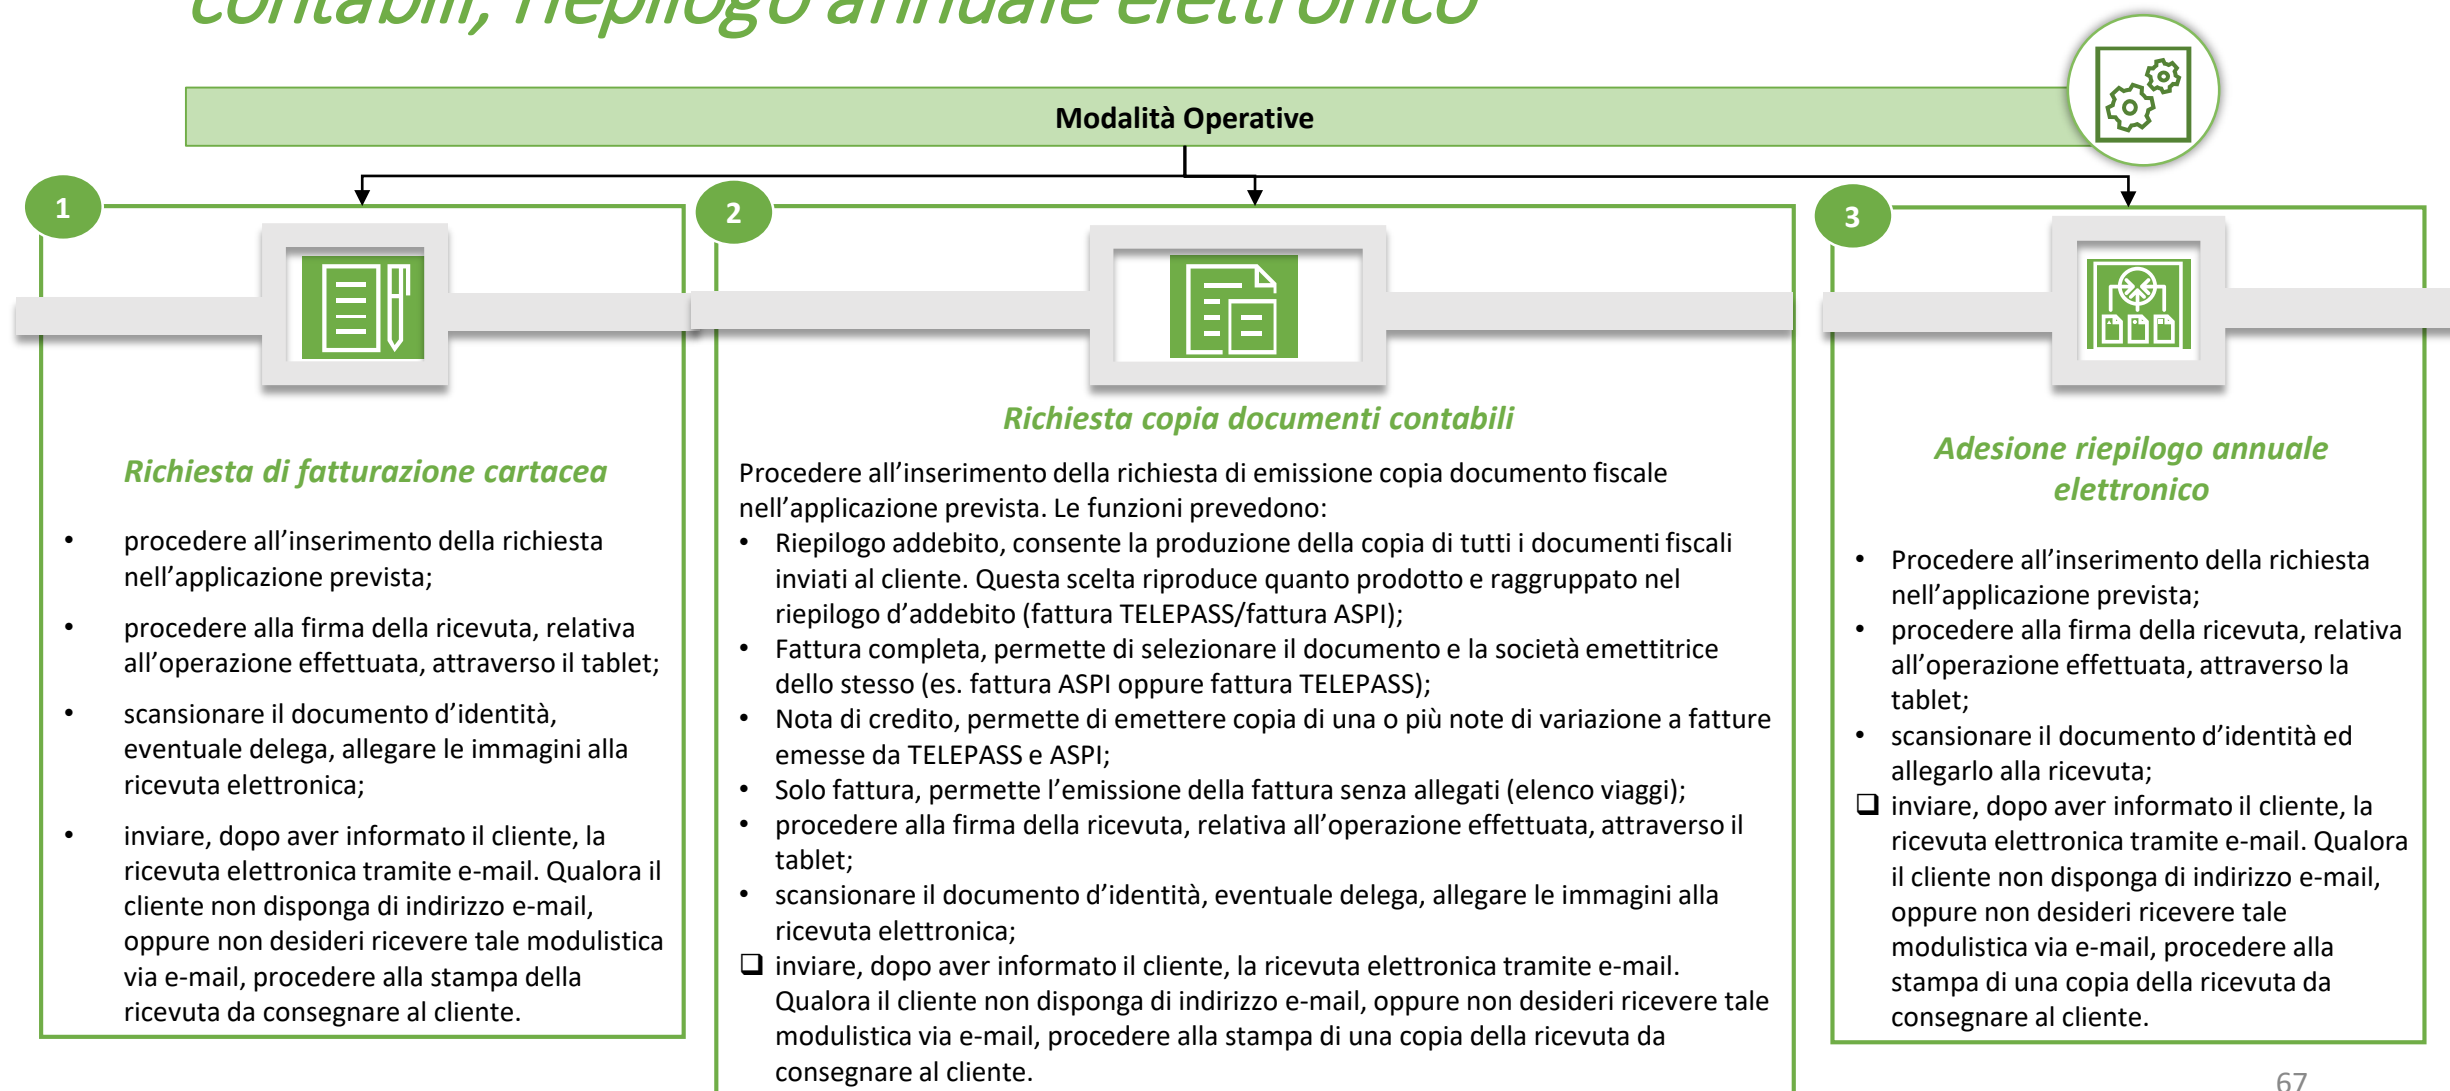 contabili, riepilogo annuale elettronico
Modalità Operative
1
Richiesta di fatturazione cartacea
• procedere all’inserimento della richiesta
nell’applicazione prevista;
• procedere alla firma della ricevuta, relativa
all’operazione effettuata, attraverso il tablet;
• scansionare il documento d’identità,
eventuale delega, allegare le immagini alla
ricevuta elettronica;
• inviare, dopo aver informato il cliente, la
ricevuta elettronica tramite e-mail. Qualora il
cliente non disponga di indirizzo e-mail,
oppure non desideri ricevere tale modulistica
via e-mail, procedere alla stampa della
ricevuta da consegnare al cliente.
2
Richiesta copia documenti contabili
Procedere all’inserimento della richiesta di emissione copia documento fiscale
nell’applicazione prevista. Le funzioni prevedono:
• Riepilogo addebito, consente la produzione della copia di tutti i documenti fiscali
inviati al cliente. Questa scelta riproduce quanto prodotto e raggruppato nel
riepilogo d’addebito (fattura TELEPASS/fattura ASPI);
• Fattura completa, permette di selezionare il documento e la società emettitrice
dello stesso (es. fattura ASPI oppure fattura TELEPASS);
• Nota di credito, permette di emettere copia di una o più note di variazione a fatture
emesse da TELEPASS e ASPI;
• Solo fattura, permette l’emissione della fattura senza allegati (elenco viaggi);
• procedere alla firma della ricevuta, relativa all’operazione effettuata, attraverso il
tablet;
• scansionare il documento d’identità, eventuale delega, allegare le immagini alla
ricevuta elettronica;
❑ inviare, dopo aver informato il cliente, la ricevuta elettronica tramite e-mail.
Qualora il cliente non disponga di indirizzo e-mail, oppure non desideri ricevere tale
modulistica via e-mail, procedere alla stampa di una copia della ricevuta da
consegnare al cliente.
3
Adesione riepilogo annuale
elettronico
• Procedere all’inserimento della richiesta
nell’applicazione prevista;
• procedere alla firma della ricevuta, relativa
all’operazione effettuata, attraverso la
tablet;
• scansionare il documento d’identità ed
allegarlo alla ricevuta;
❑ inviare, dopo aver informato il cliente, la
ricevuta elettronica tramite e-mail. Qualora
il cliente non disponga di indirizzo e-mail,
oppure non desideri ricevere tale
modulistica via e-mail, procedere alla
stampa di una copia della ricevuta da
consegnare al cliente.
67